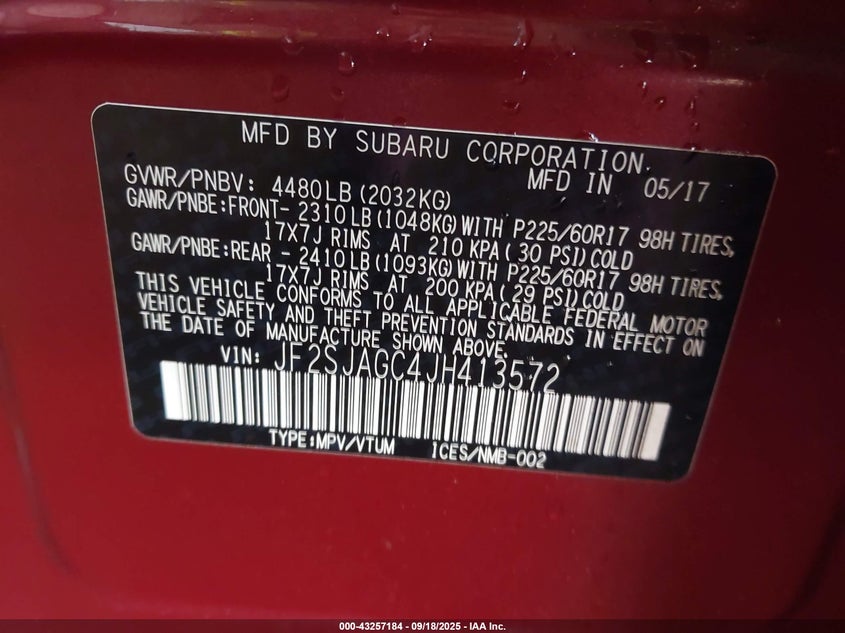 MFD BY SUBARU CORPORATION.
MFD IN 05/17
GVWR/PNBV: 4480LB(2032KG)
GAWR/PNBE:FRONT- 2310LB(1048KG)WITH P225/60R17 98H TIRES,
17X7J RIMS AT 210 KPA(30 PSI)COLD
GAWR/PNBE:REAR - 2410LB(1093KG)WITH P225/60R17 98H TIRES,
17X7J RIMS AT 200 KPA(29 PSI)COLD
THIS VEHICLE CONFORMS TO ALL APPLICABLE FEDERAL MOTOR
VEHICLE SAFETY AND THEFT PREVENTION STANDARDS IN EFFECT ON
THE DATE OF MANUFACTURE SHOWN ABOVE.
VIN: JF2SJAGC4JH413572
TYPE:MPV/VTUM ICES/NMB-002
000-43257184 - 09/18/2025 - IAA Inc.